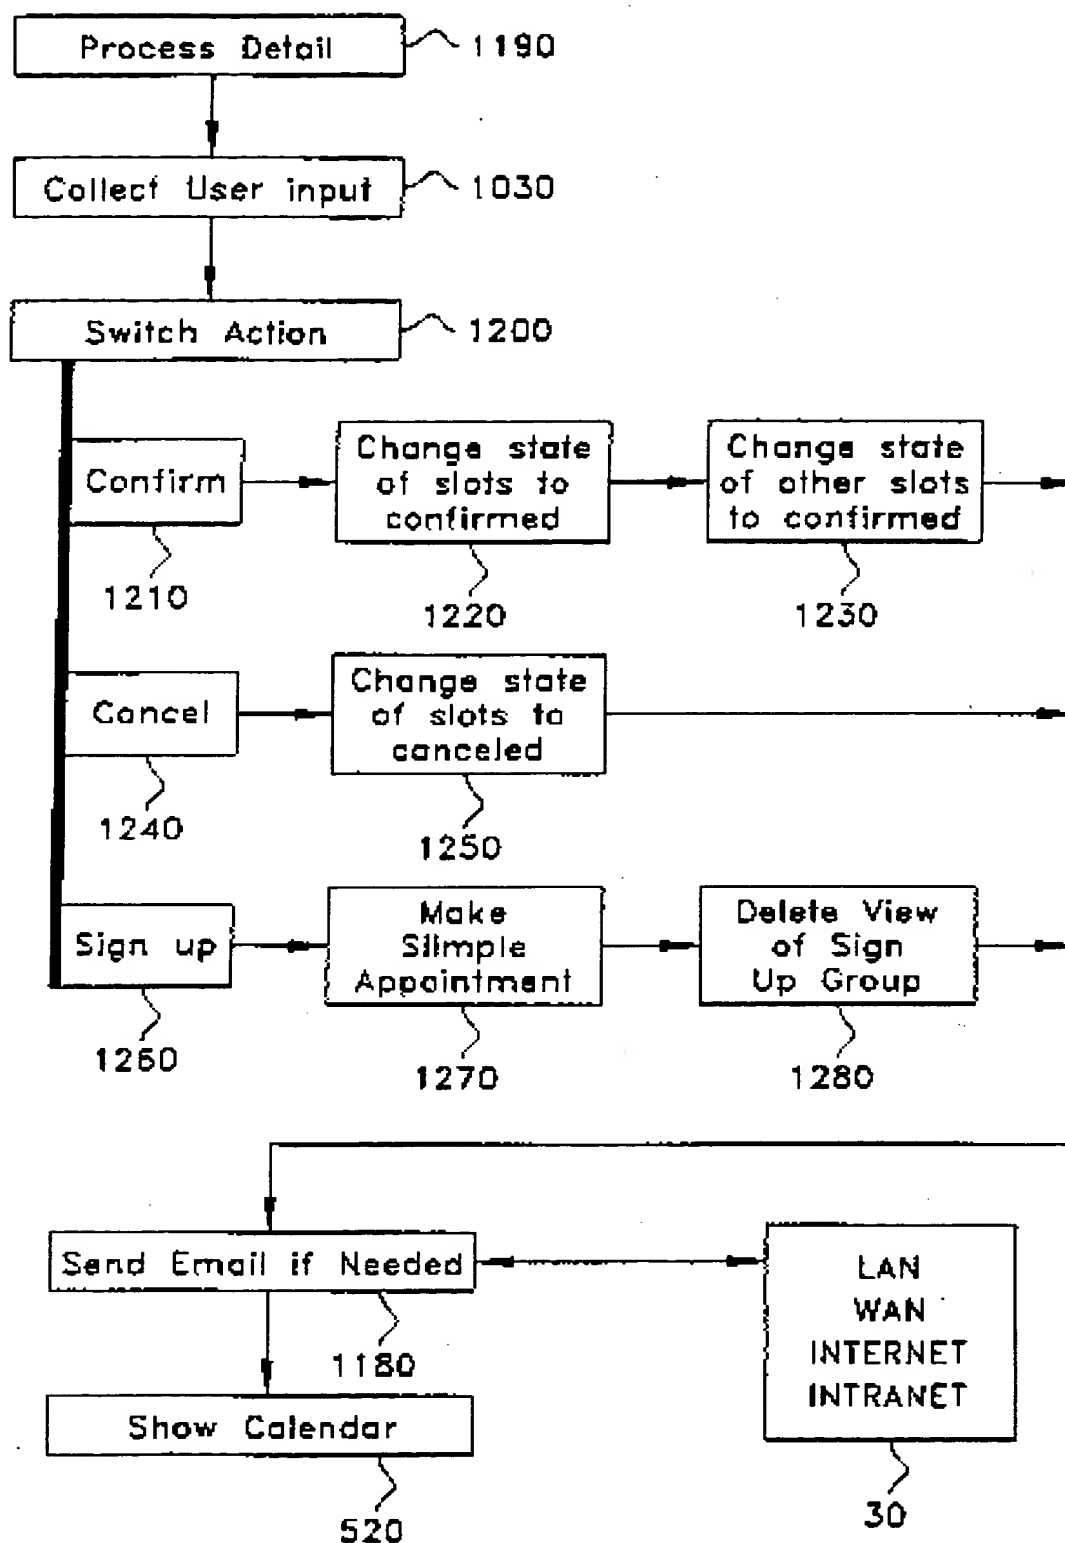 Process Detail
1190
Collect User input
1030
Switch Action
1200
Confirm
1210
Change state
of slots to
confirmed
1220
Change state
of other slots
to confirmed
1230
Cancel
1240
Change state
of slots to
canceled
1250
Sign up
1260
Make
Silmple
Appointment
1270
Delete View
of Sign
Up Group
1280
Send Email if Needed
1180
LAN
WAN
INTERNET
INTRANET
30
Show Calendar
520